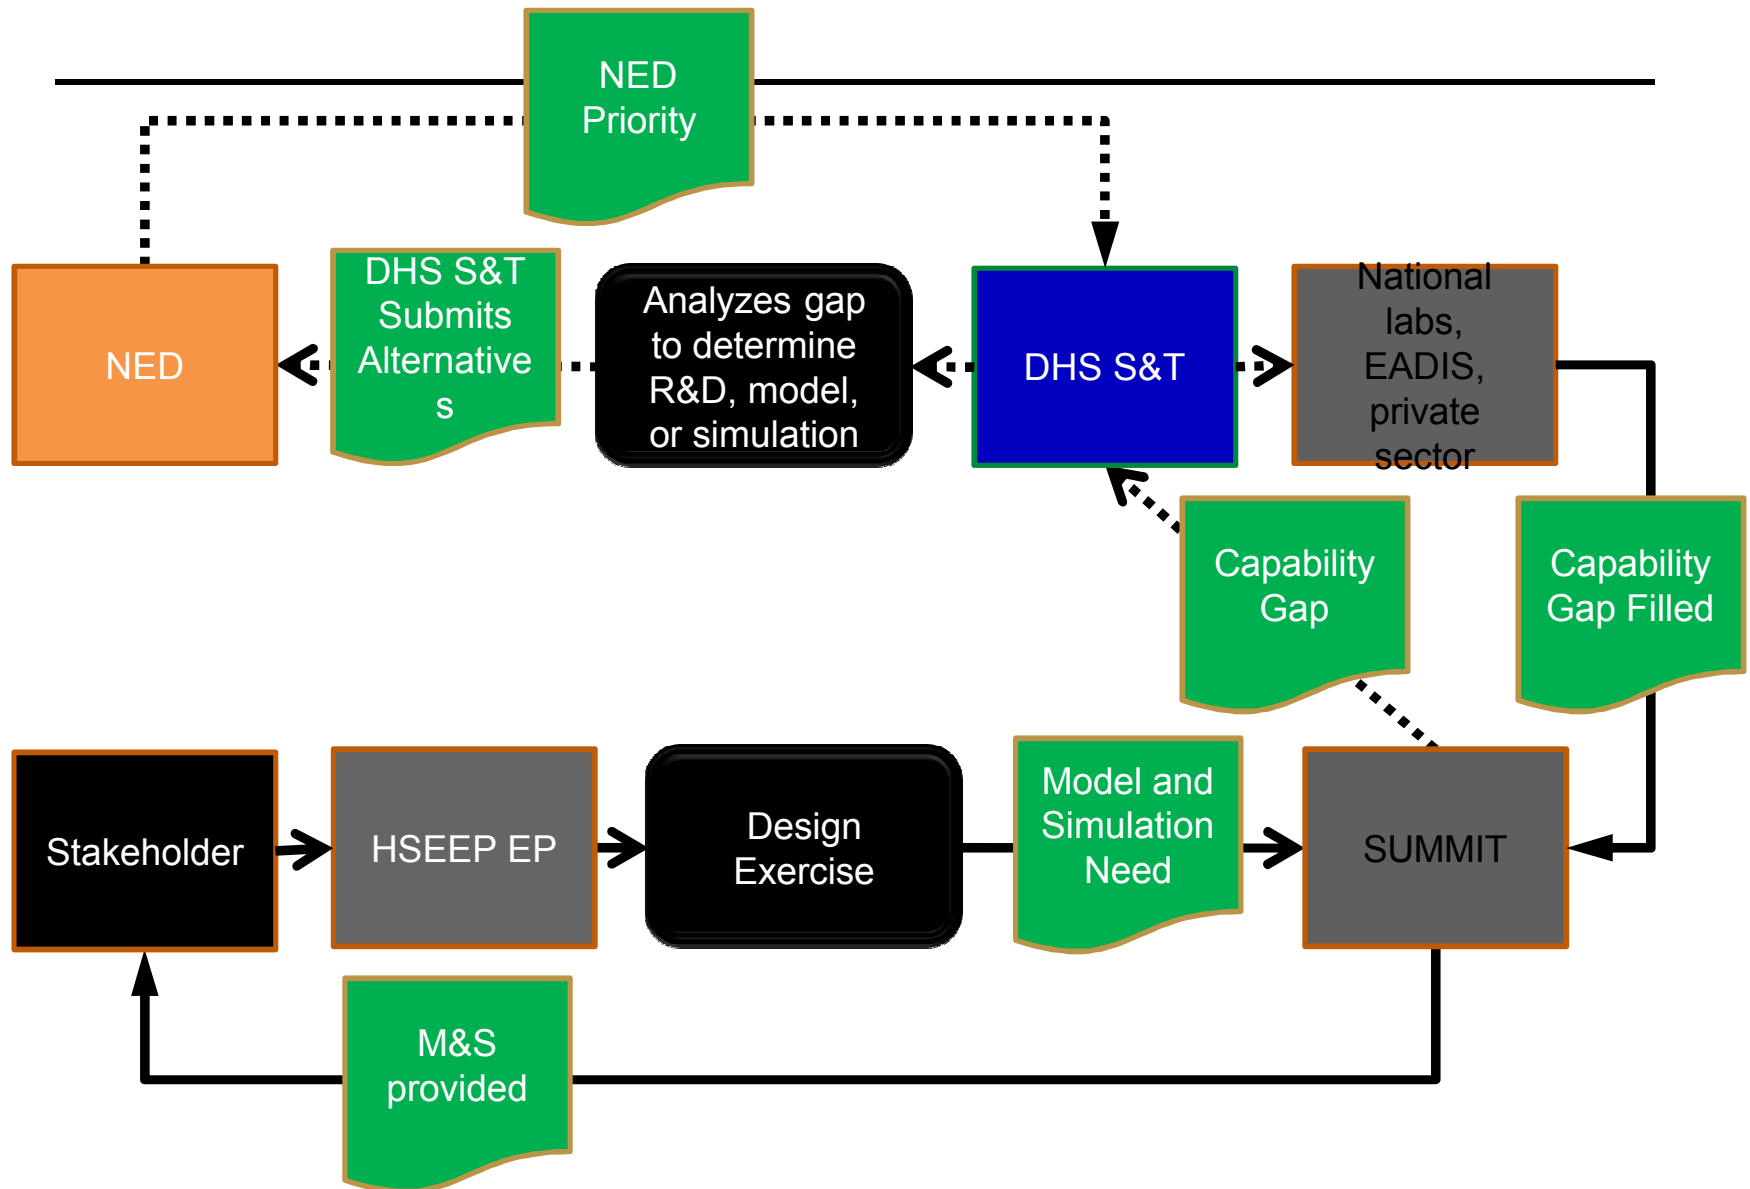 NED
Priority
NED
DHS S&T
Submits
Alternative
s
Analyzes gap
to determine
R&D, model,
or simulation
DHS S&T
National
labs,
EADIS,
private
sector
Capability
Gap
Capability
Gap Filled
Stakeholder
HSEEP EP
Design
Exercise
Model and
Simulation
Need
SUMMIT
M&S
provided